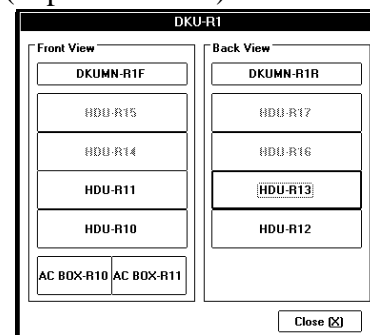 DKU-R1
Front View
DKUMN-R1F
HDU-R15
HDU-R14
HDU-R11
HDU-R10
AC BOX-R10 AC BOX-R11
Back View
DKUMN-R1R
HDU-R17
HDU-R16
HDU-R13
HDU-R12
Close (X)